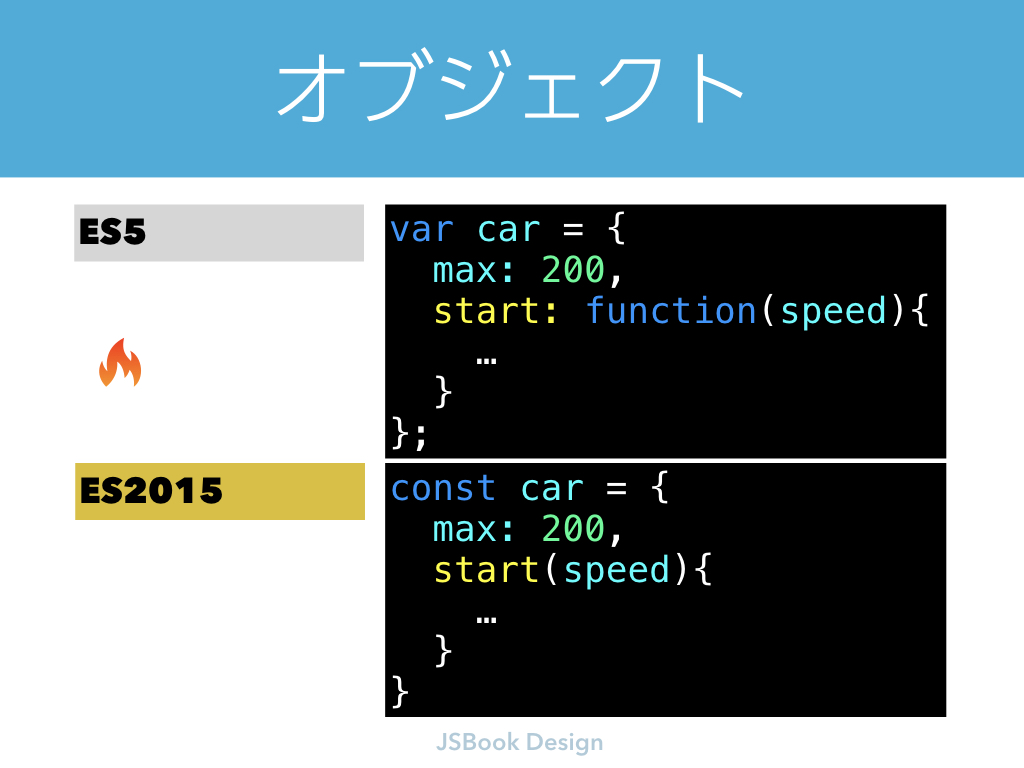 オブジェクト
ES5
var car = {
  max: 200,
  start: function(speed){
    …
  }
};
ES2015
const car = {
  max: 200,
  start(speed){
    …
  }
}
JSBook Design